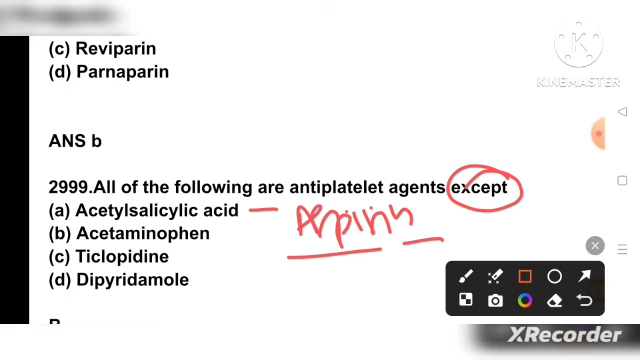 (c) Reviparin
(d) Parnaparin
KINEMASTER
ANS b
2999.All of the following are antiplatelet agents except
(a) Acetylsalicylic acid
Aspirin
(b) Acetaminophen
(c) Ticlopidine
(d) Dipyridamole
XRecorder